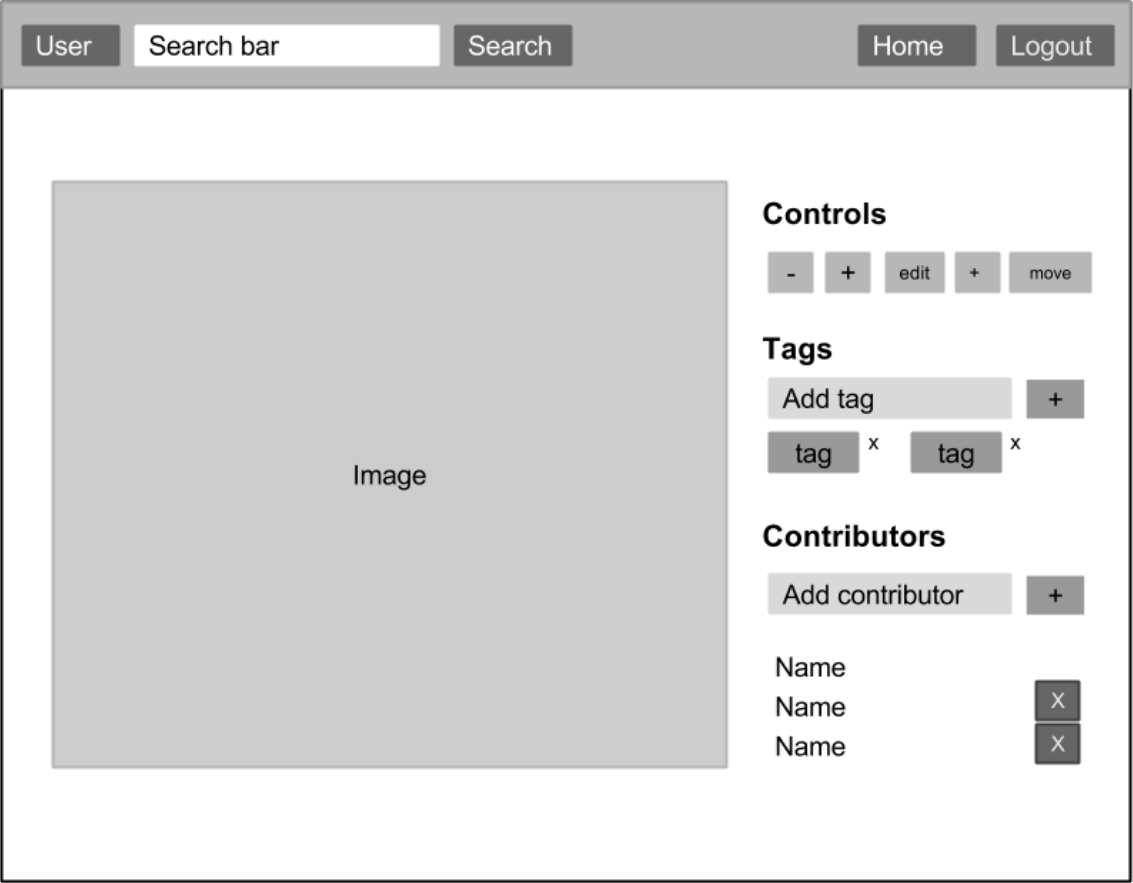 User Search bar Search Home Logout
Controls
- + edit + move
Tags
Add tag +
tag x tag x
Image
Contributors
Add contributor +
Name
Name X
Name X